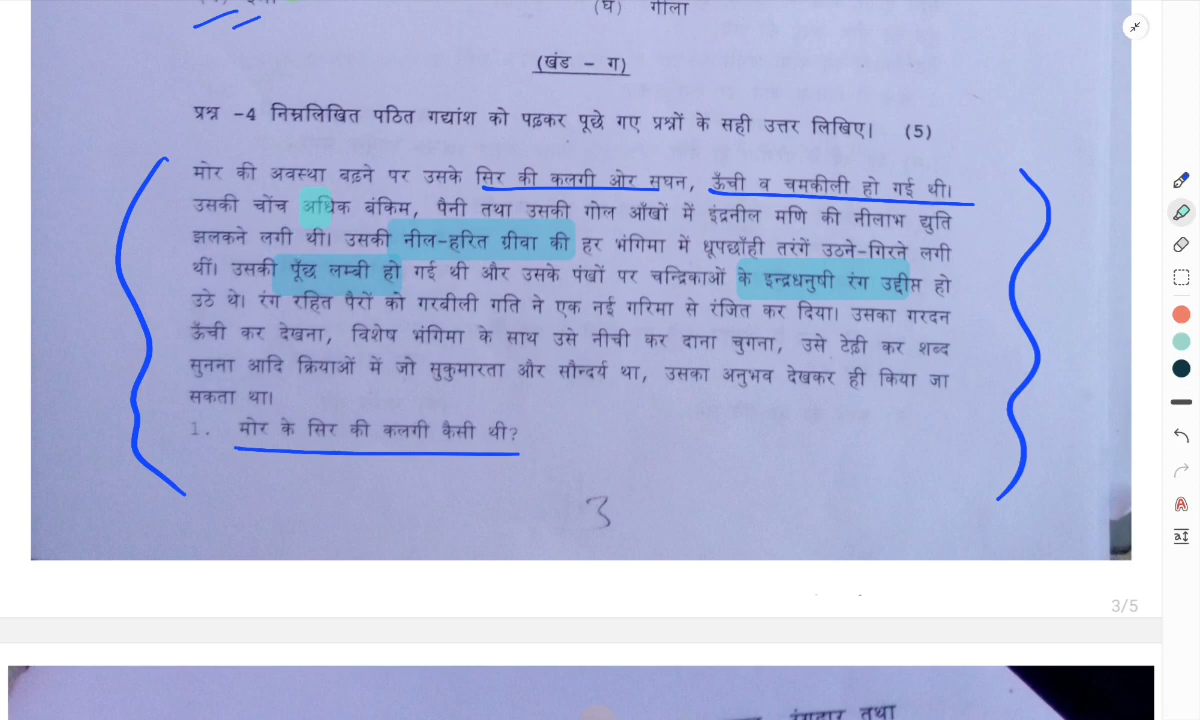 (घ) गीला
(खंड - ग)
प्रश्न -4 निम्नलिखित पठित गद्यांश को पढ़कर पूछे गए प्रश्नों के सही उत्तर लिखिए। (5)
मोर की अवस्था बढ़ने पर उसके सिर की कलगी ओर सघन, ऊँची व चमकीली हो गई थी।
उसकी चोंच अधिक बंकिम, पैनी तथा उसकी गोल आँखों में इंद्रनील मणि की नीलाभ द्युति
झलकने लगी थी। उसकी नील-हरित ग्रीवा की हर भंगिमा में धूपछाँही तरंगें उठने-गिरने लगी
थीं। उसकी पूँछ लम्बी हो गई थी और उसके पंखों पर चन्द्रिकाओं के इन्द्रधनुषी रंग उद्दीप्त हो
उठे थे। रंग रहित पैरों को गरबीली गति ने एक नई गरिमा से रंजित कर दिया। उसका गरदन
ऊँची कर देखना, विशेष भंगिमा के साथ उसे नीची कर दाना चुगना, उसे टेढ़ी कर शब्द
सुनना आदि क्रियाओं में जो सुकुमारता और सौन्दर्य था, उसका अनुभव देखकर ही किया जा
सकता था।
1. मोर के सिर की कलगी कैसी थी?
3
3/5
तथा